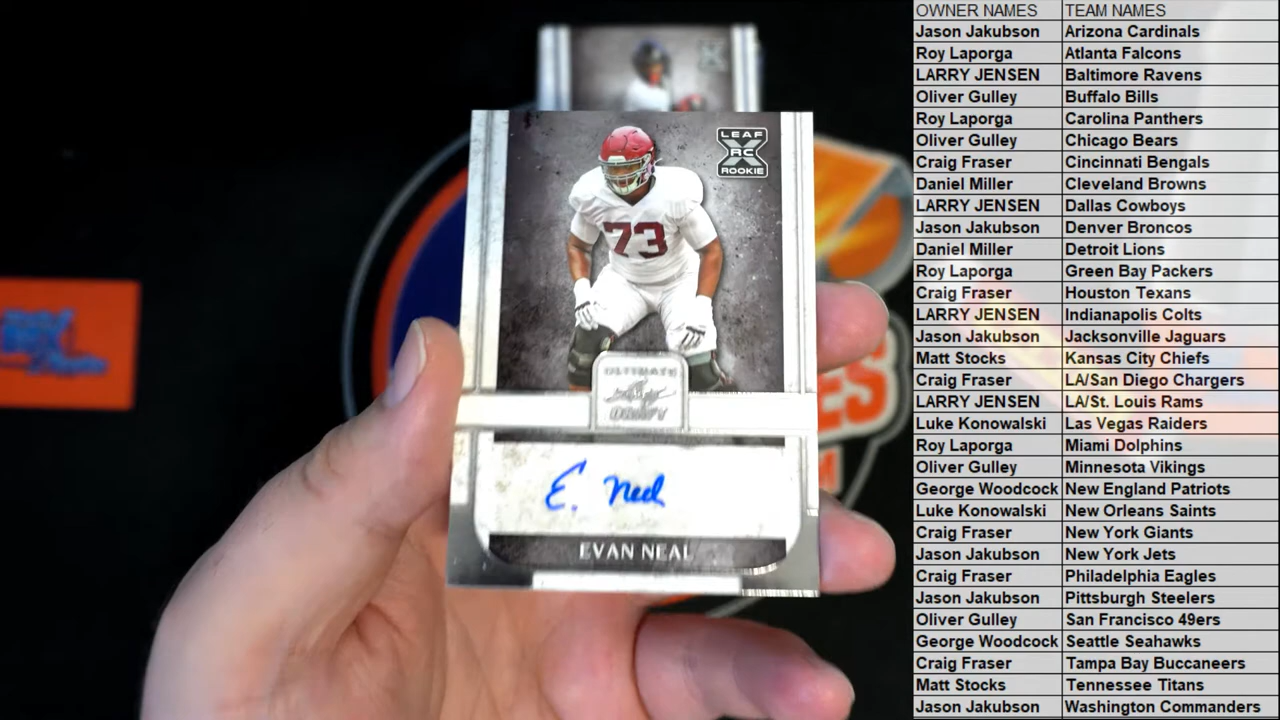 OWNER NAMES TEAM NAMES
Jason Jakubson Arizona Cardinals
Roy Laporga Atlanta Falcons
LARRY JENSEN Baltimore Ravens
Oliver Gulley Buffalo Bills
Roy Laporga Carolina Panthers
Oliver Gulley Chicago Bears
Craig Fraser Cincinnati Bengals
Daniel Miller Cleveland Browns
LARRY JENSEN Dallas Cowboys
Jason Jakubson Denver Broncos
Daniel Miller Detroit Lions
Roy Laporga Green Bay Packers
Craig Fraser Houston Texans
LARRY JENSEN Indianapolis Colts
Jason Jakubson Jacksonville Jaguars
Matt Stocks Kansas City Chiefs
Craig Fraser LA/San Diego Chargers
LARRY JENSEN LA/St. Louis Rams
Luke Konowalski Las Vegas Raiders
Roy Laporga Miami Dolphins
Oliver Gulley Minnesota Vikings
George Woodcock New England Patriots
Luke Konowalski New Orleans Saints
Craig Fraser New York Giants
Jason Jakubson New York Jets
Craig Fraser Philadelphia Eagles
Jason Jakubson Pittsburgh Steelers
Oliver Gulley San Francisco 49ers
George Woodcock Seattle Seahawks
Craig Fraser Tampa Bay Buccaneers
Matt Stocks Tennessee Titans
Jason Jakubson Washington Commanders
LEAF
X
RC
ROOKIE
73
ULTIMATE
Leaf
DRAFT
E. Neal
EVAN NEAL